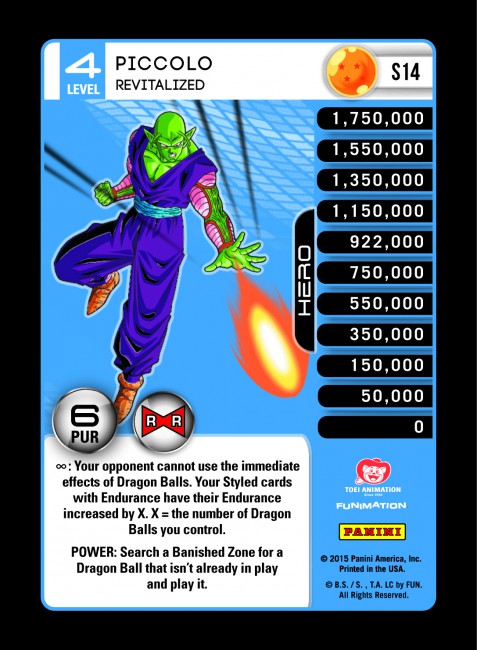 4
LEVEL
PICCOLO
REVITALIZED
S14
1,750,000
1,550,000
1,350,000
1,150,000
922,000
750,000
550,000
350,000
150,000
50,000
0
HERO
6
PUR
R R
∞: Your opponent cannot use the immediate
effects of Dragon Balls. Your Styled cards
with Endurance have their Endurance
increased by X. X = the number of Dragon
Balls you control.
POWER: Search a Banished Zone for a
Dragon Ball that isn't already in play
and play it.
TOEI ANIMATION
Since 1956
FUNIMATION
PANINI
© 2015 Panini America, Inc.
Printed in the USA.
© B.S. / S. , T.A. LC by FUN.
All Rights Reserved.